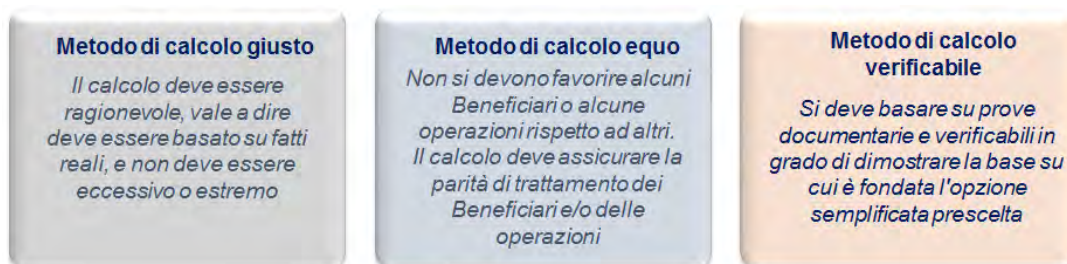 Metodo di calcolo giusto
Il calcolo deve essere
ragionevole, vale a dire
deve essere basato su fatti
reali, e non deve essere
eccessivo o estremo
Metodo di calcolo equo
Non si devono favorire alcuni
Beneficiari o alcune
operazioni rispetto ad altri.
Il calcolo deve assicurare la
parità di trattamento dei
Beneficiari e/o delle
operazioni
Metodo di calcolo
verificabile
Si deve basare su prove
documentarie e verificabili in
grado di dimostrare la base su
cui è fondata l'opzione
semplificata prescelta